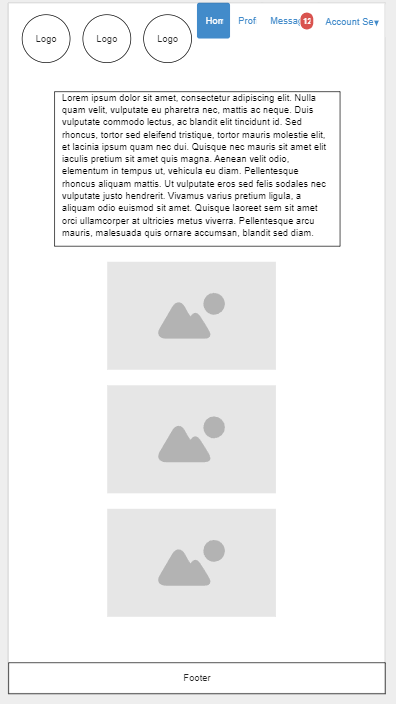 Logo Logo Logo Hom Prof Messag 12 Account Se
Lorem ipsum dolor sit amet, consectetur adipiscing elit. Nulla
quam velit, vulputate eu pharetra nec, mattis ac neque. Duis
vulputate commodo lectus, ac blandit elit tincidunt id. Sed
rhoncus, tortor sed eleifend tristique, tortor mauris molestie elit,
et lacinia ipsum quam nec dui. Quisque nec mauris sit amet elit
iaculis pretium sit amet quis magna. Aenean velit odio,
elementum in tempus ut, vehicula eu diam. Pellentesque
rhoncus aliquam mattis. Ut vulputate eros sed felis sodales nec
vulputate justo hendrerit. Vivamus varius pretium ligula, a
aliquam odio euismod sit amet. Quisque laoreet sem sit amet
orci ullamcorper at ultricies metus viverra. Pellentesque arcu
mauris, malesuada quis ornare accumsan, blandit sed diam.
Footer